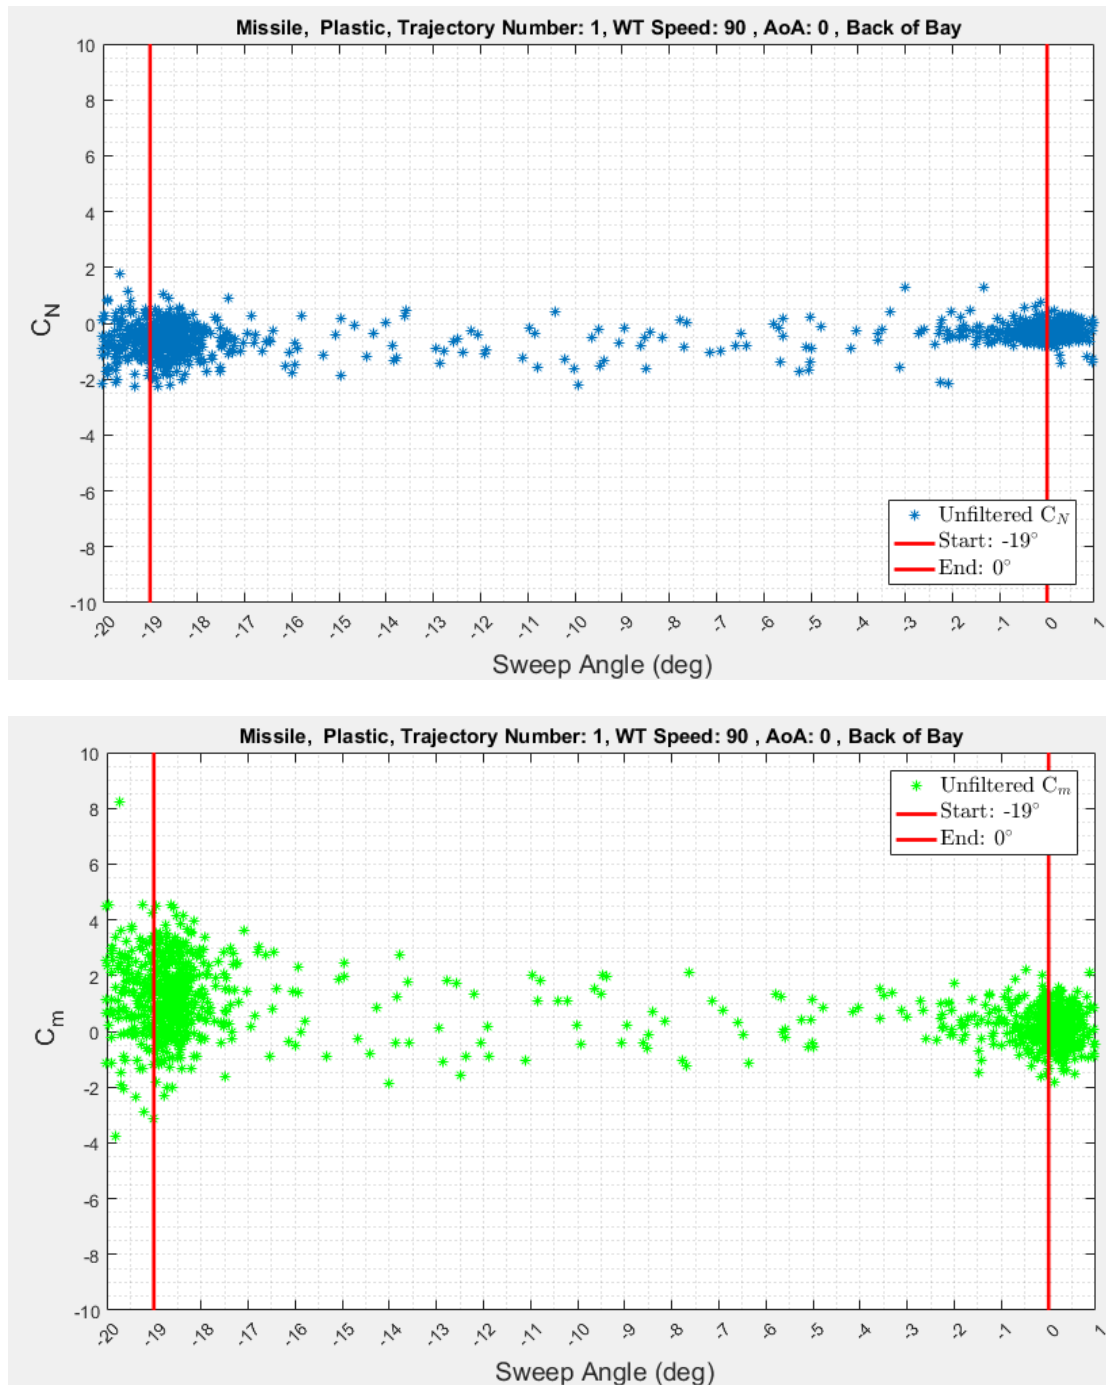 Missile,  Plastic, Trajectory Number: 1, WT Speed: 90 , AoA: 0 , Back of Bay
10
8
6
4
2
0
-2
-4
-6
-8
-10
C_N
Unfiltered C_N
Start: -19°
End: 0°
-20 -19 -18 -17 -16 -15 -14 -13 -12 -11 -10 -9 -8 -7 -6 -5 -4 -3 -2 -1 0 1
Sweep Angle (deg)
Missile,  Plastic, Trajectory Number: 1, WT Speed: 90 , AoA: 0 , Back of Bay
10
8
6
4
2
0
-2
-4
-6
-8
-10
C_m
Unfiltered C_m
Start: -19°
End: 0°
-20 -19 -18 -17 -16 -15 -14 -13 -12 -11 -10 -9 -8 -7 -6 -5 -4 -3 -2 -1 0 1
Sweep Angle (deg)